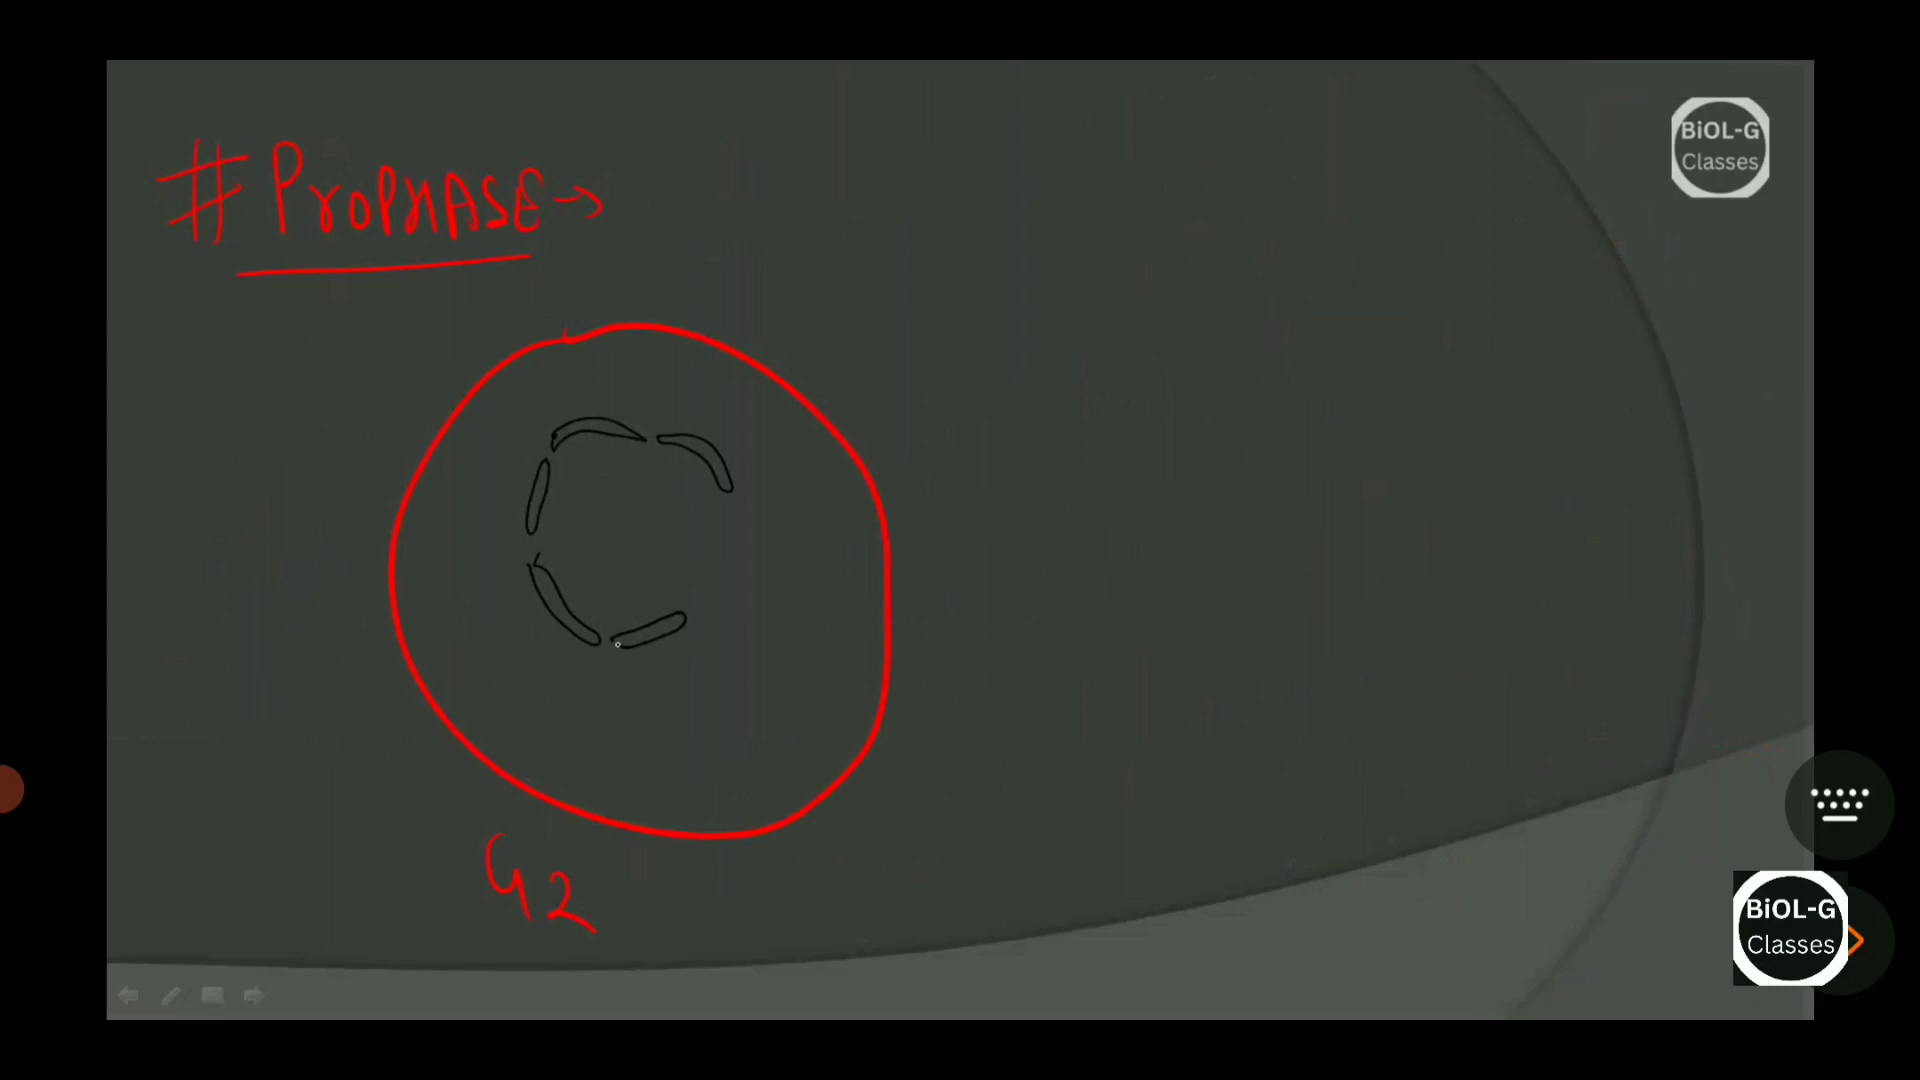 # PROPHASE →
BiOL-G
Classes
G2
BiOL-G
Classes